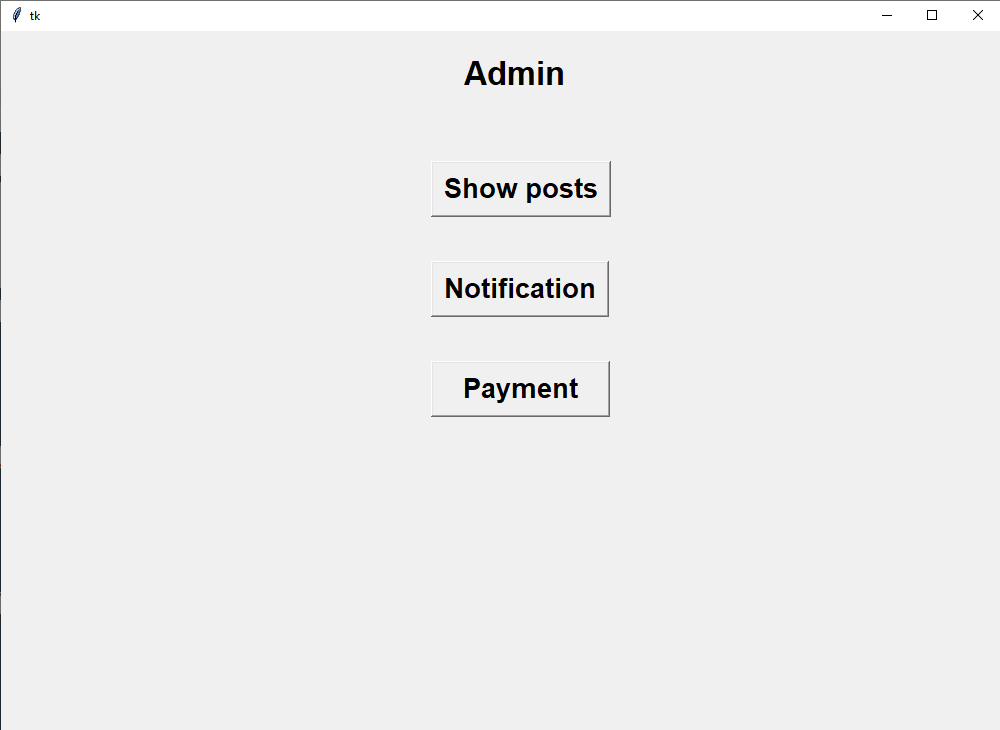 tk
Admin
Show posts
Notification
Payment